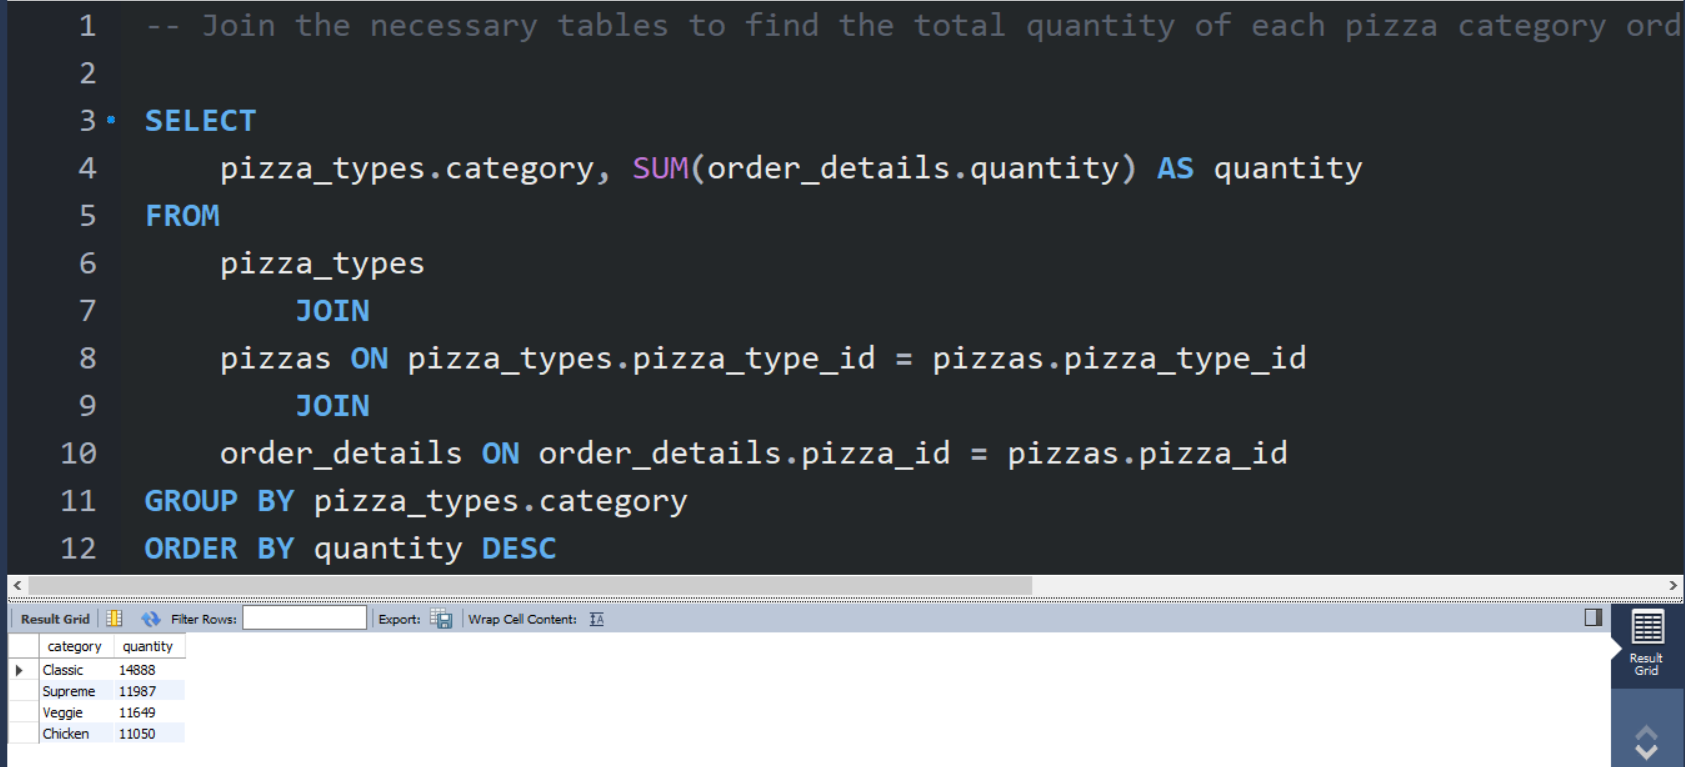 1 -- Join the necessary tables to find the total quantity of each pizza category ord
2
3 SELECT
4 pizza_types.category, SUM(order_details.quantity) AS quantity
5 FROM
6 pizza_types
7 JOIN
8 pizzas ON pizza_types.pizza_type_id = pizzas.pizza_type_id
9 JOIN
10 order_details ON order_details.pizza_id = pizzas.pizza_id
11 GROUP BY pizza_types.category
12 ORDER BY quantity DESC
Result Grid Filter Rows: Export: Wrap Cell Content: IA
category quantity
Classic 14888
Supreme 11987
Veggie 11649
Chicken 11050
Result
Grid